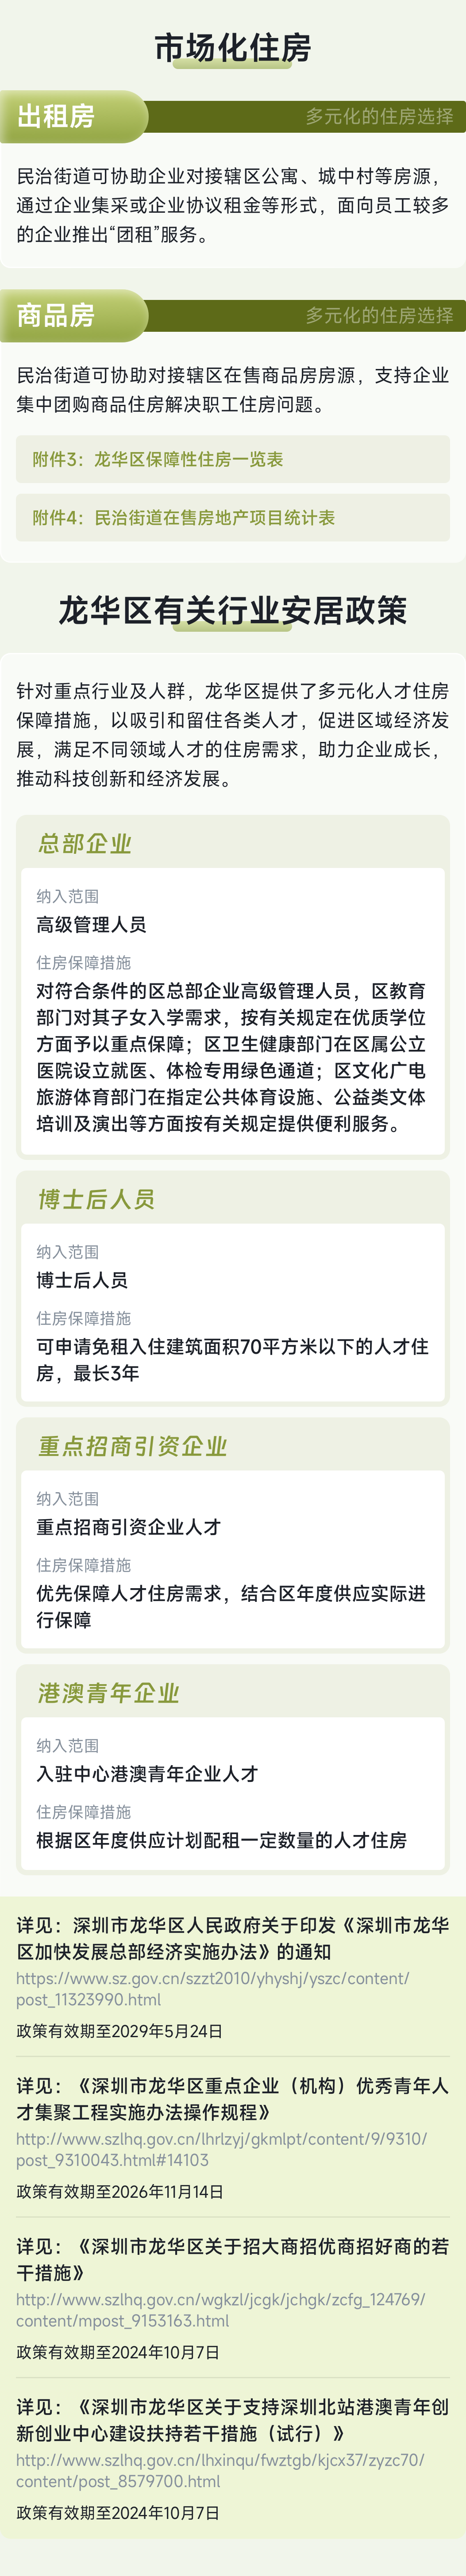 市场化住房
出租房
多元化的住房选择
民治街道可协助企业对接辖区公寓、城中村等房源，
通过企业集采或企业协议租金等形式，面向员工较多
的企业推出“团租”服务。
商品房
多元化的住房选择
民治街道可协助对接辖区在售商品房房源，支持企业
集中团购商品住房解决职工住房问题。
附件3：龙华区保障性住房一览表
附件4：民治街道在售房地产项目统计表
龙华区有关行业安居政策
针对重点行业及人群，龙华区提供了多元化人才住房
保障措施，以吸引和留住各类人才，促进区域经济发
展，满足不同领域人才的住房需求，助力企业成长，
推动科技创新和经济发展。
总部企业
纳入范围
高级管理人员
住房保障措施
对符合条件的区总部企业高级管理人员，区教育
部门对其子女入学需求，按有关规定在优质学位
方面予以重点保障；区卫生健康部门在区属公立
医院设立就医、体检专用绿色通道；区文化广电
旅游体育部门在指定公共体育设施、公益类文体
培训及演出等方面按有关规定提供便利服务。
博士后人员
纳入范围
博士后人员
住房保障措施
可申请免租入住建筑面积70平方米以下的人才住
房，最长3年
重点招商引资企业
纳入范围
重点招商引资企业人才
住房保障措施
优先保障人才住房需求，结合区年度供应实际进
行保障
港澳青年企业
纳入范围
入驻中心港澳青年企业人才
住房保障措施
根据区年度供应计划配租一定数量的人才住房
详见：深圳市龙华区人民政府关于印发《深圳市龙华
区加快发展总部经济实施办法》的通知
https://www.sz.gov.cn/szzt2010/yhyshj/yszc/content/
post_11323990.html
政策有效期至2029年5月24日
详见：《深圳市龙华区重点企业（机构）优秀青年人
才集聚工程实施办法操作规程》
http://www.szlhq.gov.cn/lhrlzyj/gkmlpt/content/9/9310/
post_9310043.html#14103
政策有效期至2026年11月14日
详见：《深圳市龙华区关于招大商招优商招好商的若
干措施》
http://www.szlhq.gov.cn/wgkzl/jcgk/jchgk/zcfg_124769/
content/mpost_9153163.html
政策有效期至2024年10月7日
详见：《深圳市龙华区关于支持深圳北站港澳青年创
新创业中心建设扶持若干措施（试行）》
http://www.szlhq.gov.cn/lhxinqu/fwztgb/kjcx37/zyzc70/
content/post_8579700.html
政策有效期至2024年10月7日